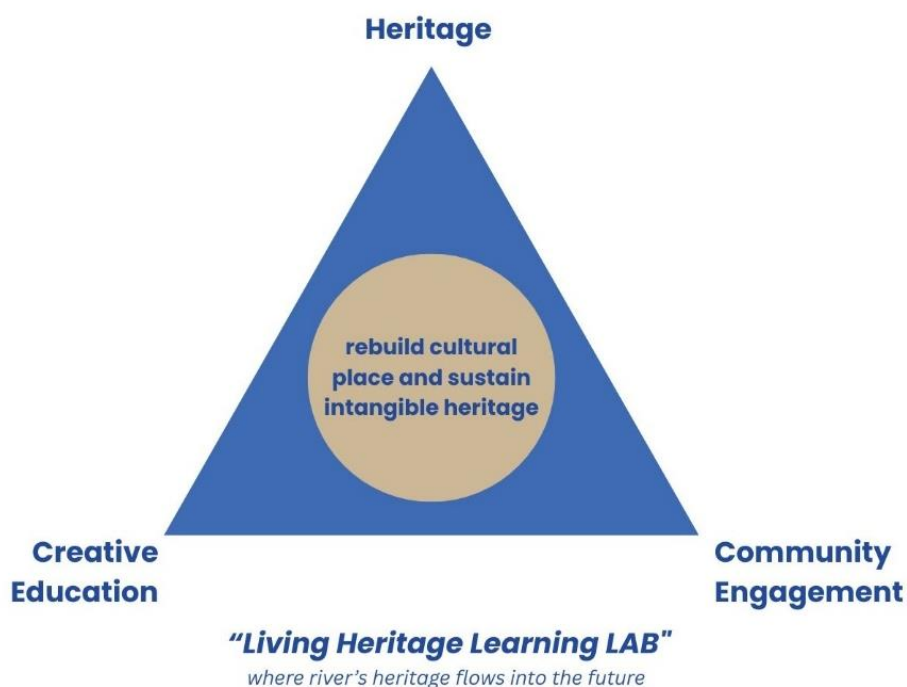 Heritage
rebuild cultural
place and sustain
intangible heritage
Creative
Education
Community
Engagement
“Living Heritage Learning LAB"
where river’s heritage flows into the future